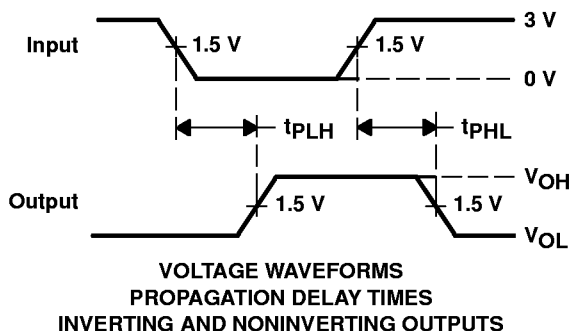 3 V
Input
1.5 V
1.5 V
0 V
tPLH
tPHL
VOH
Output
1.5 V
1.5 V
VOL
VOLTAGE WAVEFORMS
PROPAGATION DELAY TIMES
INVERTING AND NONINVERTING OUTPUTS